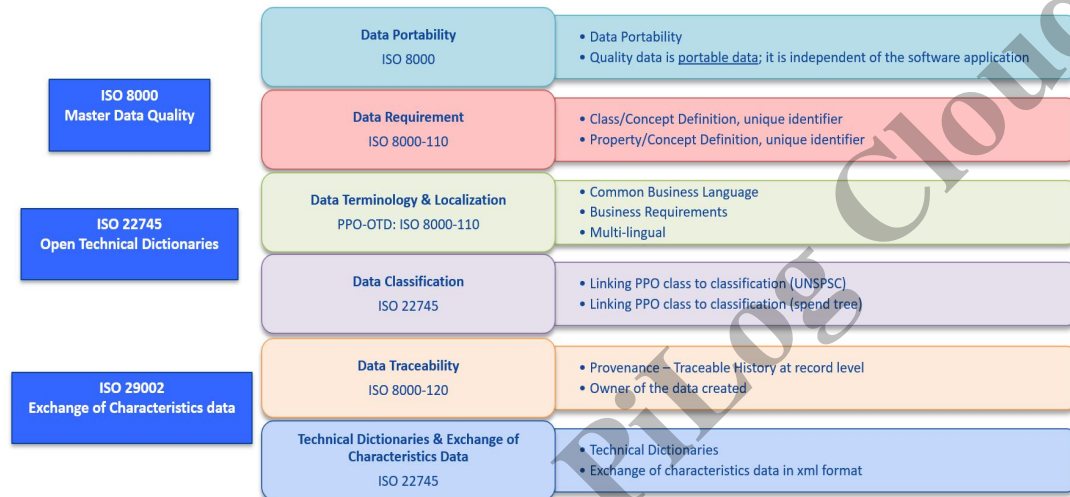 ISO 8000
Master Data Quality
ISO 22745
Open Technical Dictionaries
ISO 29002
Exchange of Characteristics data
Data Portability
ISO 8000
• Data Portability
• Quality data is portable data; it is independent of the software application
Data Requirement
ISO 8000-110
• Class/Concept Definition, unique identifier
• Property/Concept Definition, unique identifier
Data Terminology & Localization
PPO-OTD: ISO 8000-110
• Common Business Language
• Business Requirements
• Multi-lingual
Data Classification
ISO 22745
• Linking PPO class to classification (UNSPSC)
• Linking PPO class to classification (spend tree)
Data Traceability
ISO 8000-120
• Provenance – Traceable History at record level
• Owner of the data created
Technical Dictionaries & Exchange of
Characteristics Data
ISO 22745
• Technical Dictionaries
• Exchange of characteristics data in xml format
PiLog Cloud